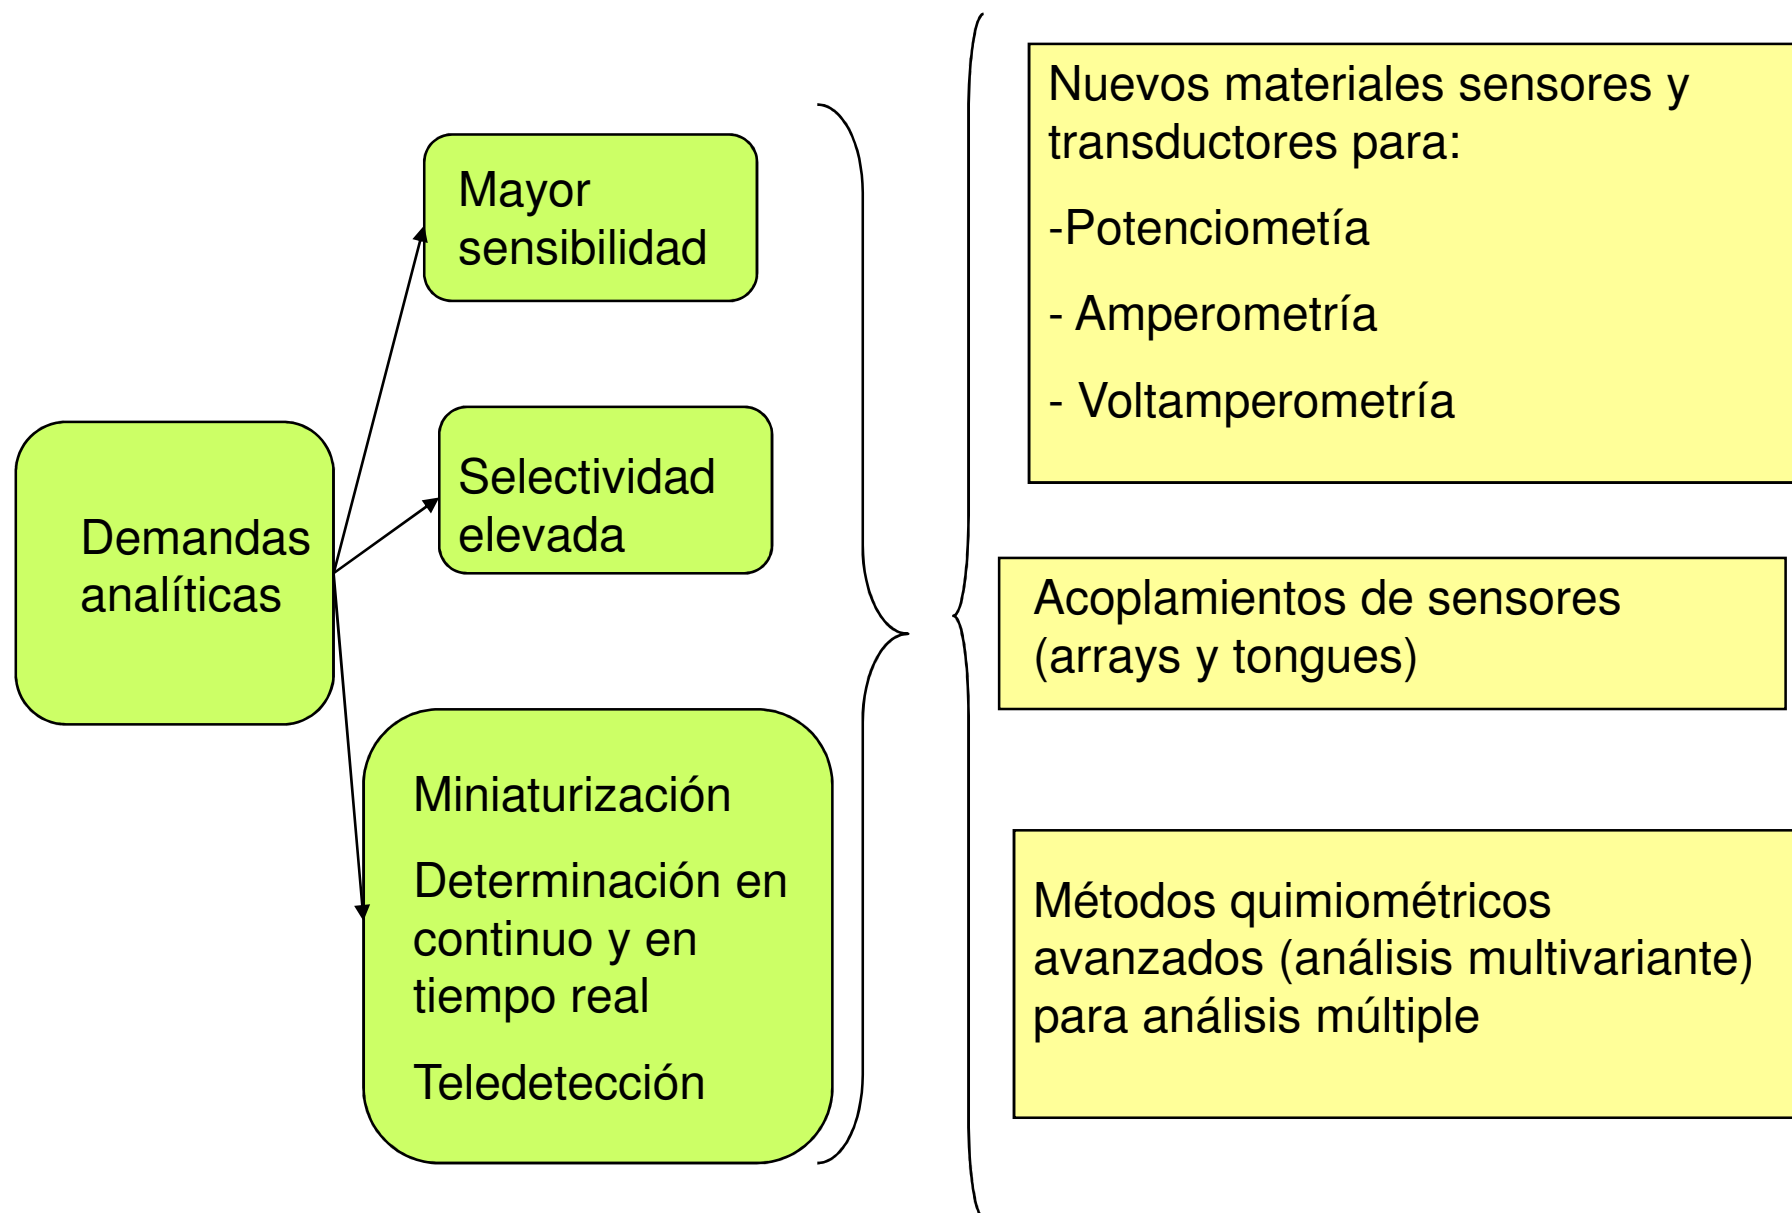 Demandas
analíticas
Mayor
sensibilidad
Selectividad
elevada
Miniaturización
Determinación en
continuo y en
tiempo real
Teledetección
Nuevos materiales sensores y
transductores para:
-Potenciometía
- Amperometría
- Voltamperometría
Acoplamientos de sensores
(arrays y tongues)
Métodos quimiométricos
avanzados (análisis multivariante)
para análisis múltiple